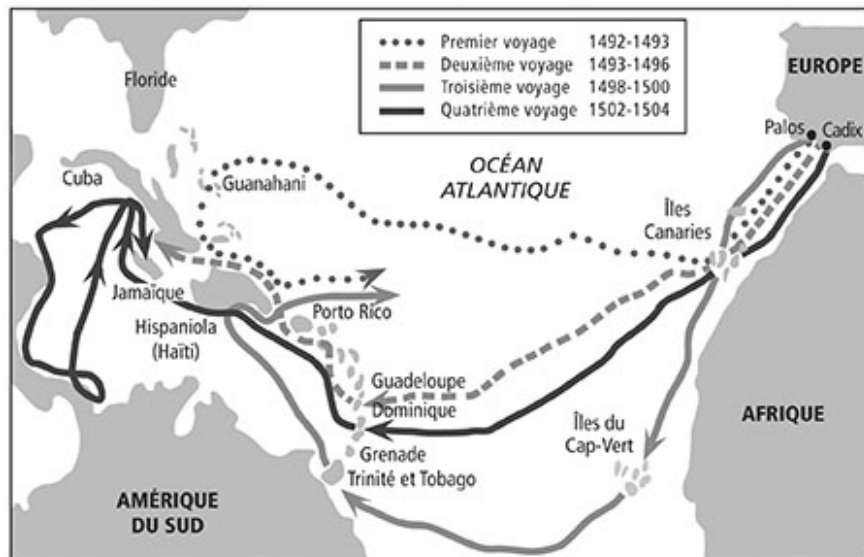 Premier voyage 1492-1493
Deuxième voyage 1493-1496
Troisième voyage 1498-1500
Quatrième voyage 1502-1504
EUROPE
Floride
Palos
Cadix
OCÉAN
ATLANTIQUE
Cuba
Guanahani
Îles
Canaries
Jamaïque
Porto Rico
Hispaniola
(Haïti)
Guadeloupe
Dominique
Îles du
Cap-Vert
AFRIQUE
Grenade
Trinité et Tobago
AMÉRIQUE
DU SUD